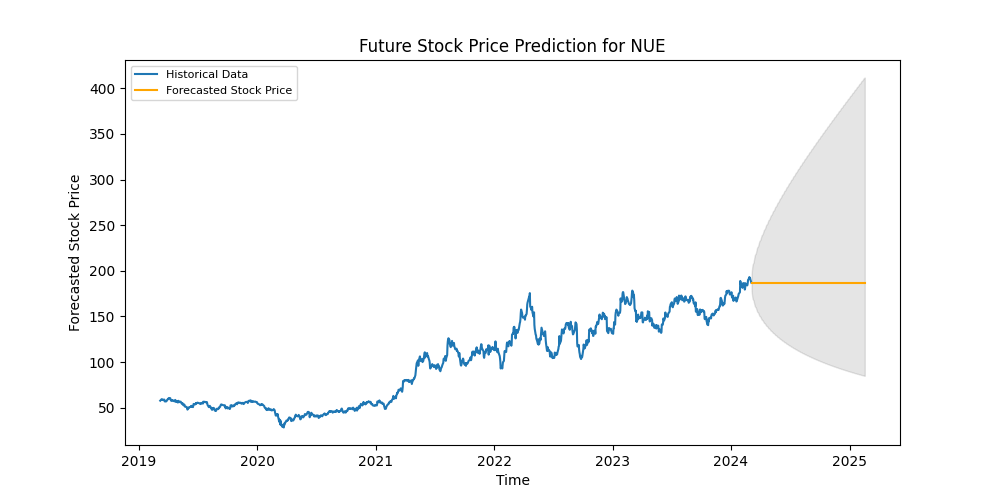 Future Stock Price Prediction for NUE
Historical Data
Forecasted Stock Price
400
350
300
250
200
150
100
50
Forecasted Stock Price
2019 2020 2021 2022 2023 2024 2025
Time